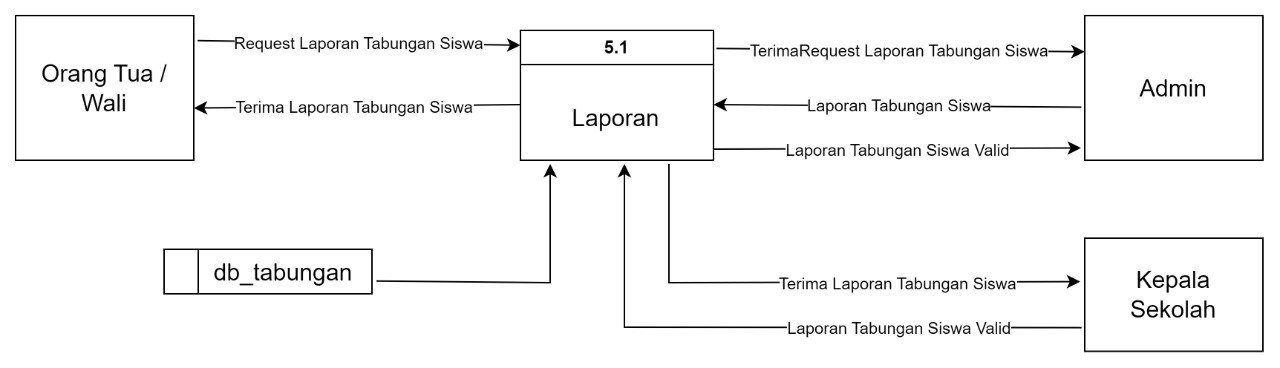 Orang Tua /
Wali
Request Laporan Tabungan Siswa
Terima Laporan Tabungan Siswa
5.1
Laporan
TerimaRequest Laporan Tabungan Siswa
Laporan Tabungan Siswa
Laporan Tabungan Siswa Valid
Admin
db_tabungan
Terima Laporan Tabungan Siswa
Laporan Tabungan Siswa Valid
Kepala
Sekolah